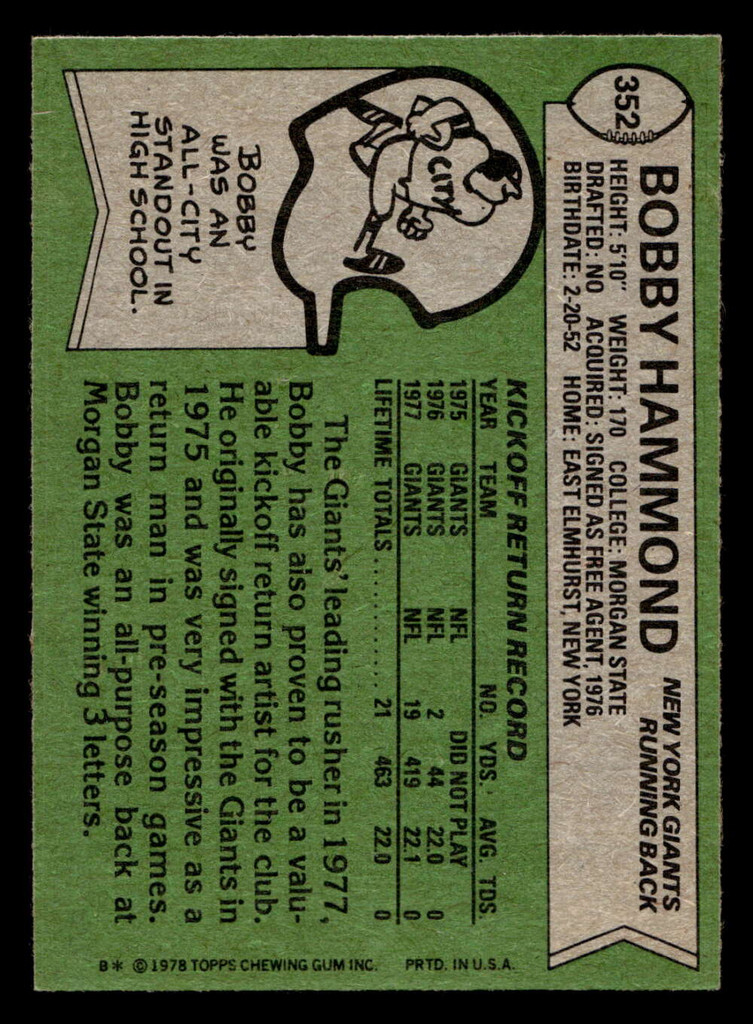 352
BOBBY HAMMOND NEW YORK GIANTS
RUNNING BACK
HEIGHT: 5'10" WEIGHT: 170 COLLEGE: MORGAN STATE
DRAFTED: NO ACQUIRED: SIGNED AS FREE AGENT, 1976
BIRTHDATE: 2-20-52 HOME: EAST ELMHURST, NEW YORK
CITY
BOBBY
WAS AN
ALL-CITY
STANDOUT IN
HIGH SCHOOL.
KICKOFF RETURN RECORD
YEAR TEAM NO. YDS. AVG. TDS.
1975 GIANTS NFL DID NOT PLAY
1976 GIANTS NFL 2 44 22.0 0
1977 GIANTS NFL 19 419 22.1 0
LIFETIME TOTALS........... 21 463 22.0 0
The Giants' leading rusher in 1977,
Bobby has also proven to be a valu-
able kickoff return artist for the club.
He originally signed with the Giants in
1975 and was very impressive as a
return man in pre-season games.
Bobby was an all-purpose back at
Morgan State winning 3 letters.
B* ©1978 TOPPS CHEWING GUM INC. PRTD. IN U.S.A.